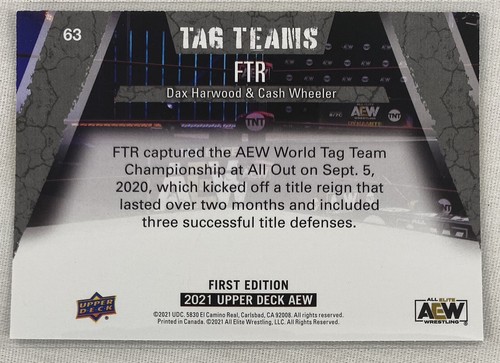 63
TAG TEAMS
FTR
Dax Harwood & Cash Wheeler
AEW
TNT
TNT
FTR captured the AEW World Tag Team
Championship at All Out on Sept. 5,
2020, which kicked off a title reign that
lasted over two months and included
three successful title defenses.
FIRST EDITION
2021 UPPER DECK AEW
UPPER
DECK
©2021 UDC. 5830 El Camino Real, Carlsbad, CA 92008. All rights reserved.
Printed in Canada. ©2021 All Elite Wrestling, LLC. All Rights Reserved.
ALL ELITE
AEW
WRESTLING